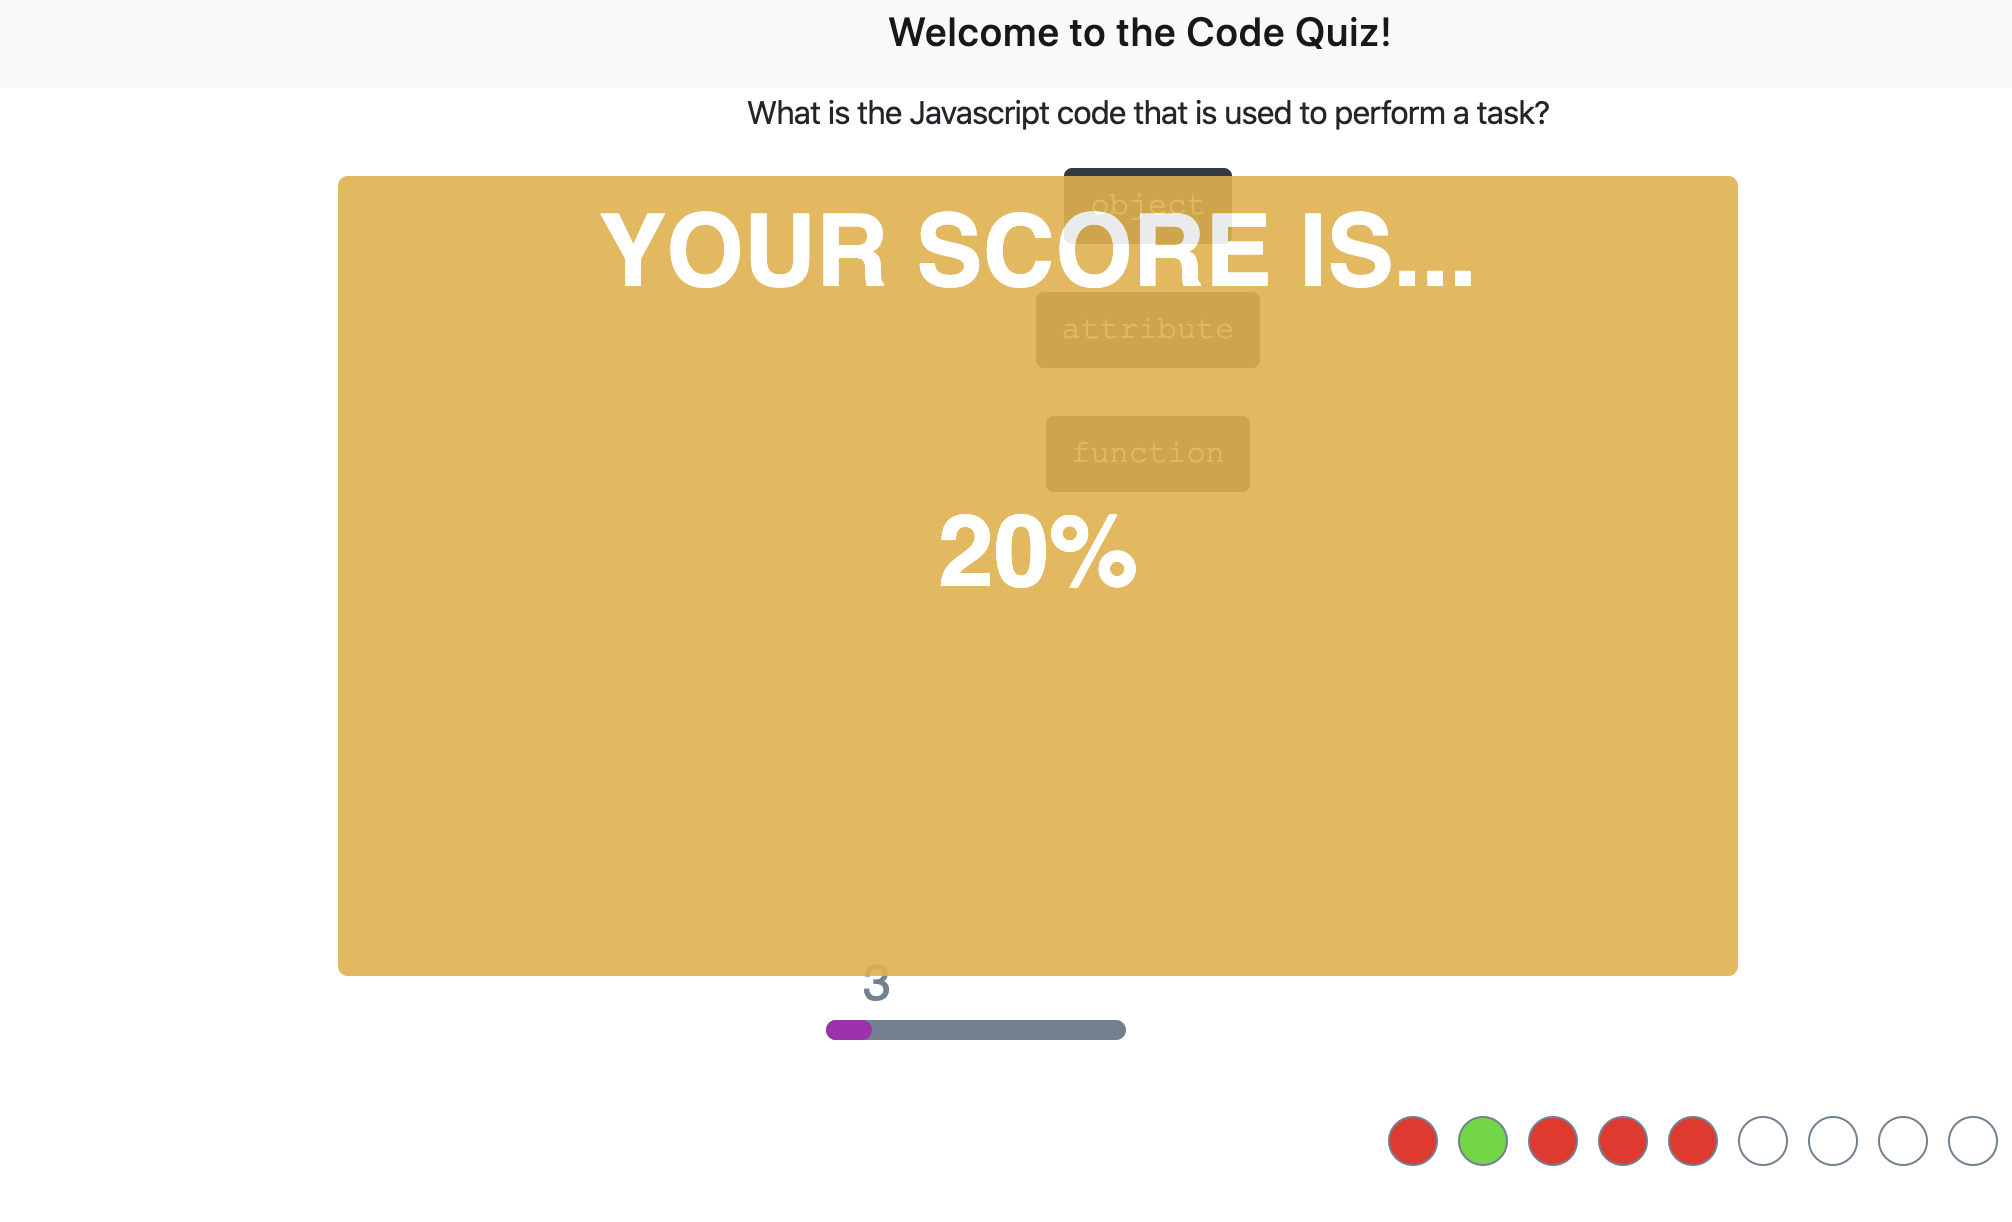 Welcome to the Code Quiz!
What is the Javascript code that is used to perform a task?
object
YOUR SCORE IS...
attribute
function
20%
3